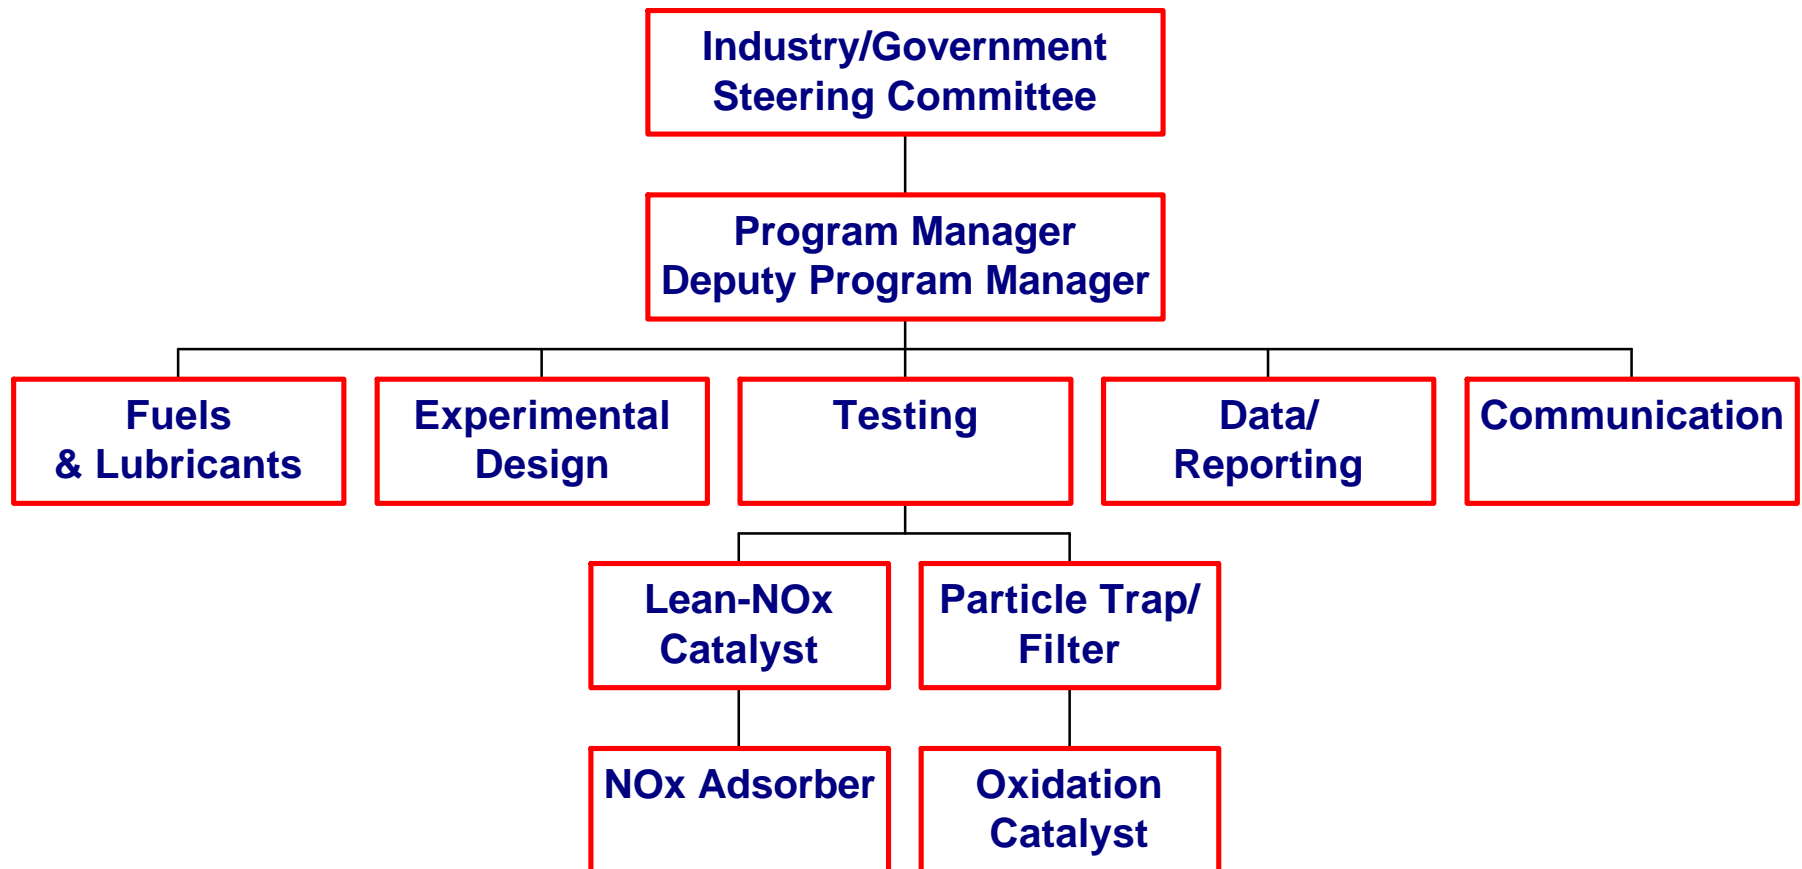 Industry/Government
Steering Committee
Program Manager
Deputy Program Manager
Fuels
& Lubricants
Experimental
Design
Testing
Data/
Reporting
Communication
Lean-NOx
Catalyst
Particle Trap/
Filter
NOx Adsorber
Oxidation
Catalyst